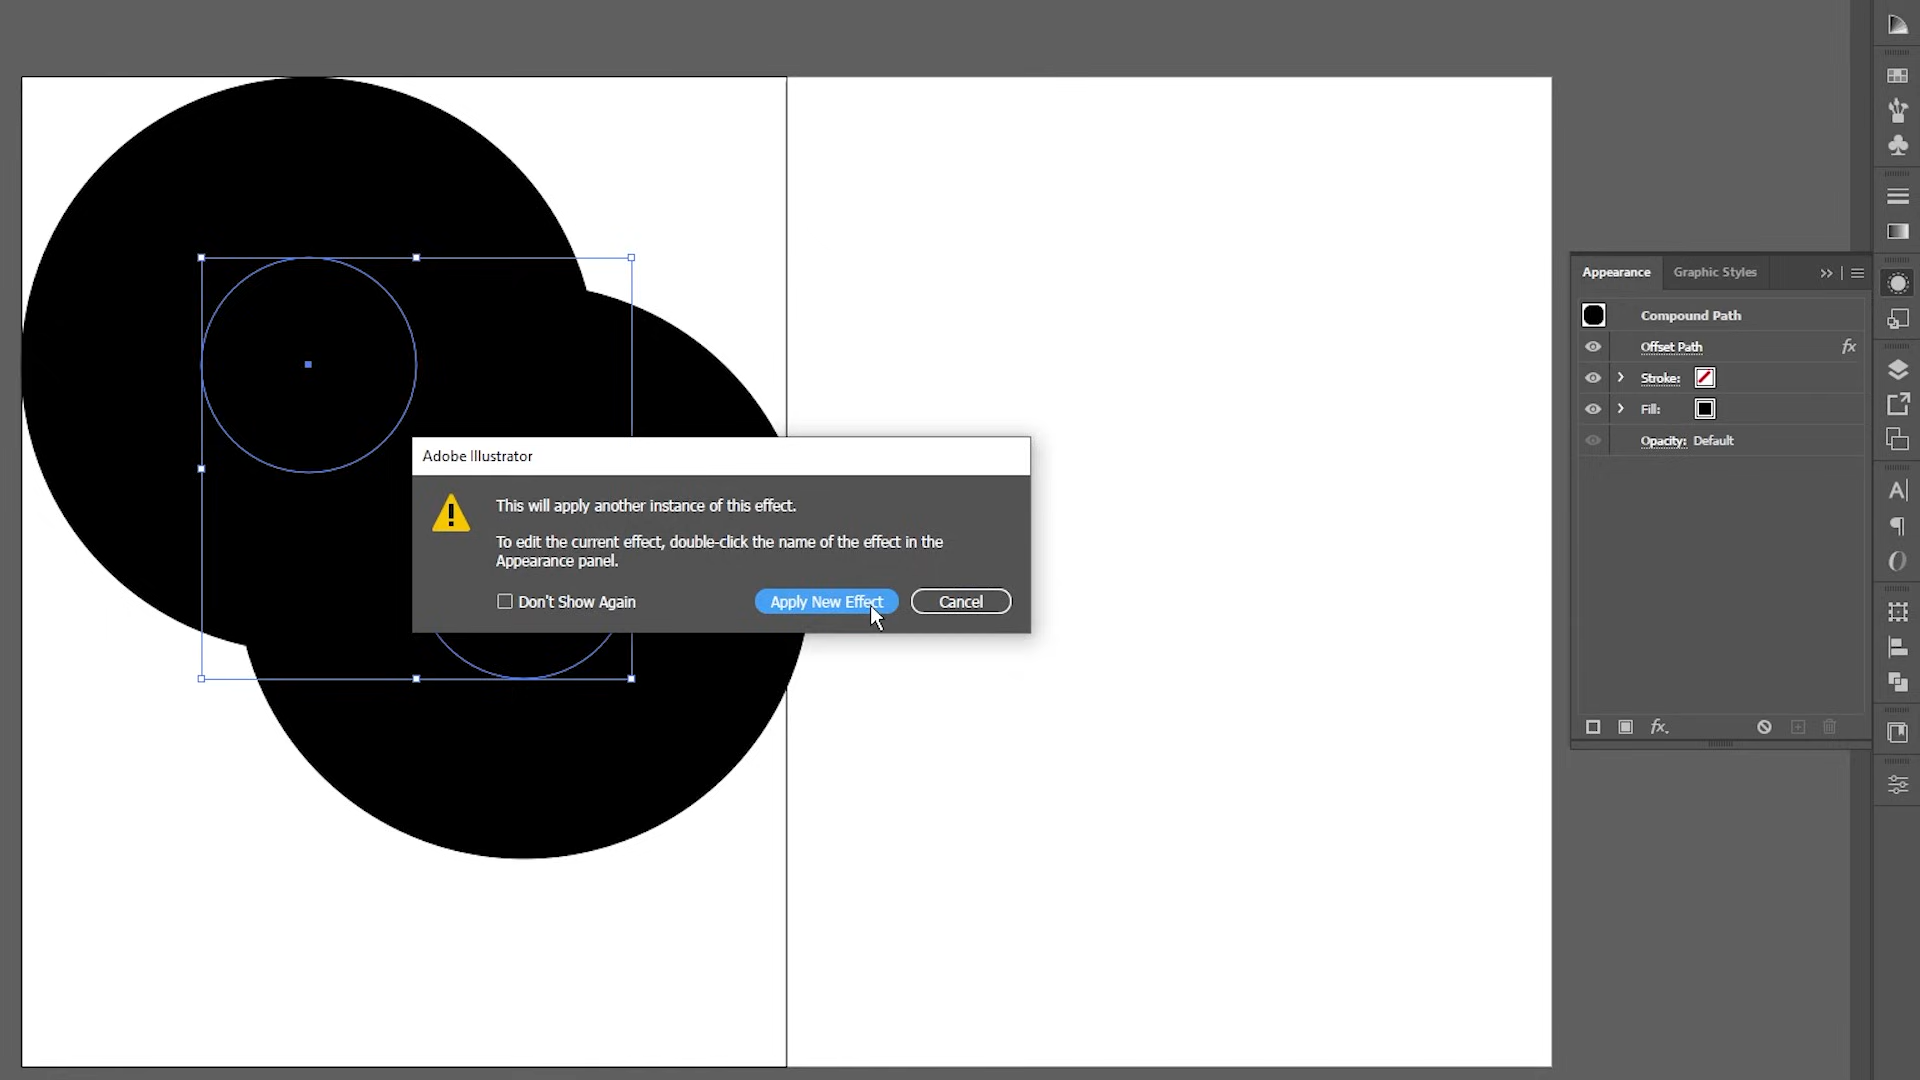 Appearance Graphic Styles
Compound Path
Offset Path fx
Stroke:
Fill:
Opacity: Default
fx
Adobe Illustrator
This will apply another instance of this effect.
To edit the current effect, double-click the name of the effect in the
Appearance panel.
Don't Show Again Apply New Effect Cancel